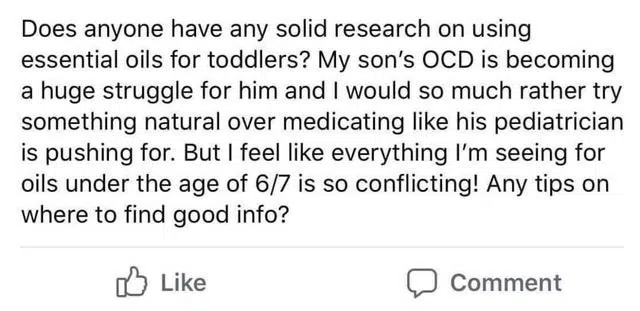 Does anyone have any solid research on using
essential oils for toddlers? My son’s OCD is becoming
a huge struggle for him and I would so much rather try
something natural over medicating like his pediatrician
is pushing for. But I feel like everything I’m seeing for
oils under the age of 6/7 is so conflicting! Any tips on
where to find good info?
Like
Comment